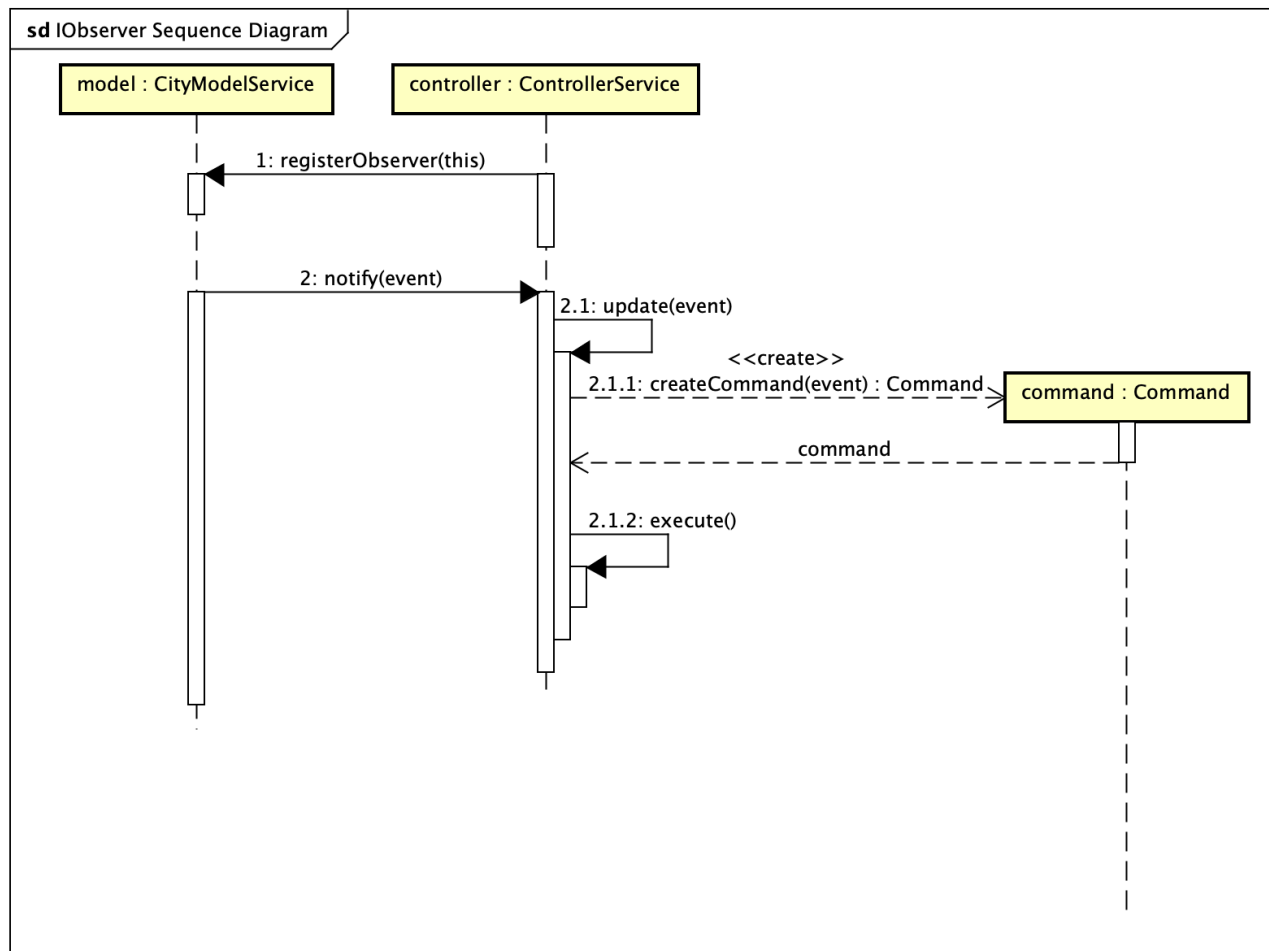 sd IObserver Sequence Diagram
model : CityModelService
controller : ControllerService
1: registerObserver(this)
2: notify(event)
2.1: update(event)
<<create>>
2.1.1: createCommand(event) : Command
command : Command
command
2.1.2: execute()